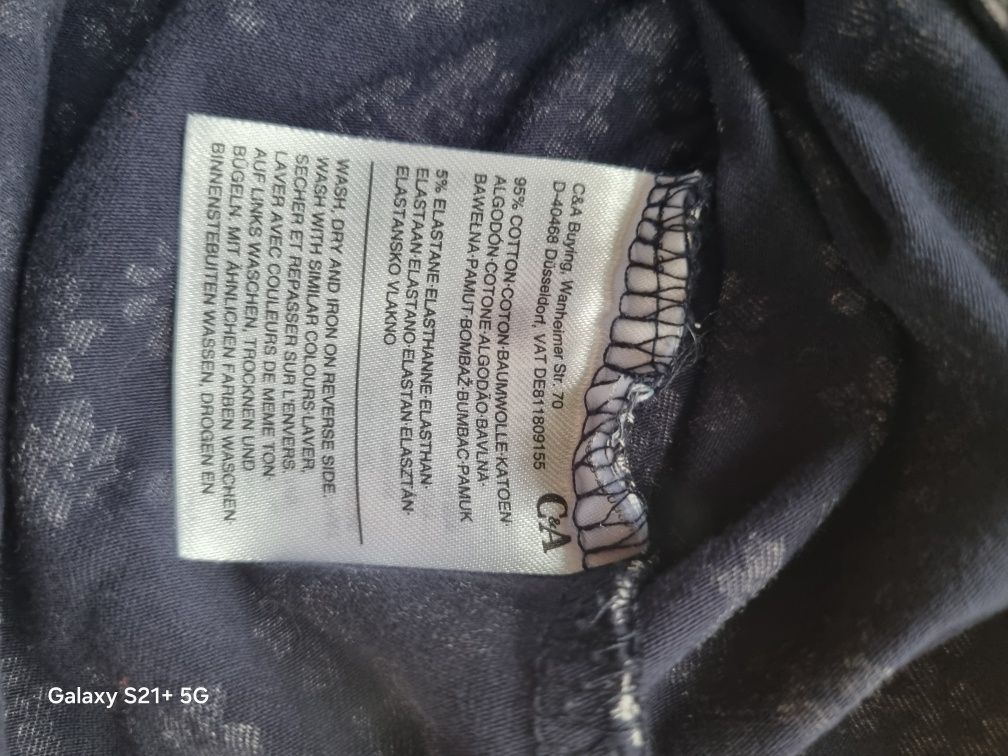 C&A Buying, Wanheimer Str. 70
D-40468 Düsseldorf, VAT DE811809155
C&A
95% COTTON·COTON·BAUMWOLLE·KATOEN·
ALGODÓN·COTONE·ALGODÃO·BAVLNA·
BAWEŁNA·PAMUT·BOMBAŽ·BUMBAC·PAMUK
5% ELASTANE·ELASTHANNE·ELASTHAN·
ELASTAAN·ELASTANO·ELASTAN·ELASZTÁN·
ELASTANSKO VLAKNO
WASH, DRY AND IRON ON REVERSE SIDE.
WASH WITH SIMILAR COLOURS·LAVER,
SECHER ET REPASSER SUR L'ENVERS
LAVER AVEC COULEURS DE MEME TON·
AUF LINKS WASCHEN, TROCKNEN UND
BÜGELN. MIT ÄHNLICHEN FARBEN WASCHEN·
BINNENSTEBUITEN WASSEN, DROGEN EN
Galaxy S21+ 5G